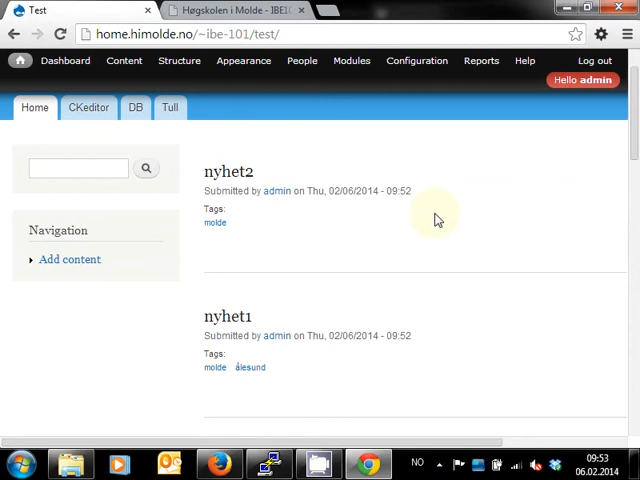 Test
Høgskolen i Molde - IBE10
home.himolde.no/~ibe-101/test/
Dashboard Content Structure Appearance People Modules Configuration Reports Help Log out
Hello admin
Home CKeditor DB Tull
nyhet2
Submitted by admin on Thu, 02/06/2014 - 09:52
Tags:
molde
Navigation
Add content
nyhet1
Submitted by admin on Thu, 02/06/2014 - 09:52
Tags:
molde ålesund
NO
09:53
06.02.2014